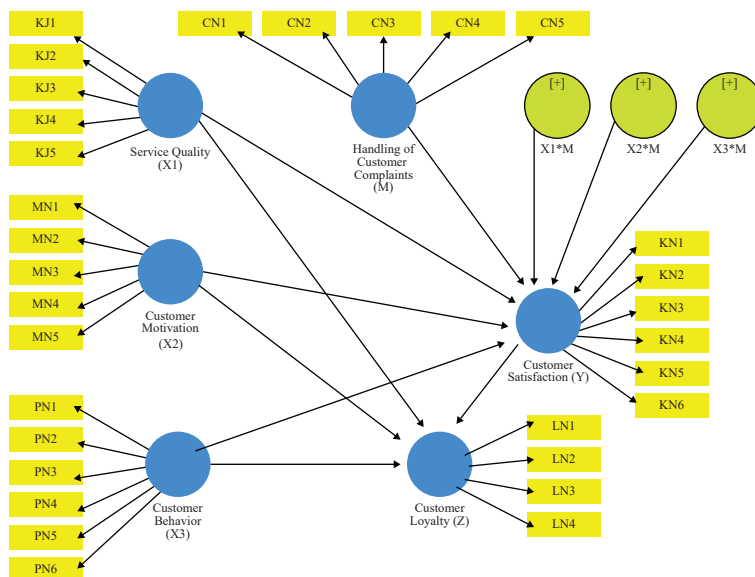 KJ1
KJ2
KJ3
KJ4
KJ5
Service Quality
(X1)
CN1
CN2
CN3
CN4
CN5
Handling of
Customer
Complaints
(M)
[+]
X1*M
[+]
X2*M
[+]
X3*M
MN1
MN2
MN3
MN4
MN5
Customer
Motivation
(X2)
KN1
KN2
KN3
KN4
KN5
KN6
Customer
Satisfaction (Y)
PN1
PN2
PN3
PN4
PN5
PN6
Customer
Behavior
(X3)
LN1
LN2
LN3
LN4
Customer
Loyalty (Z)